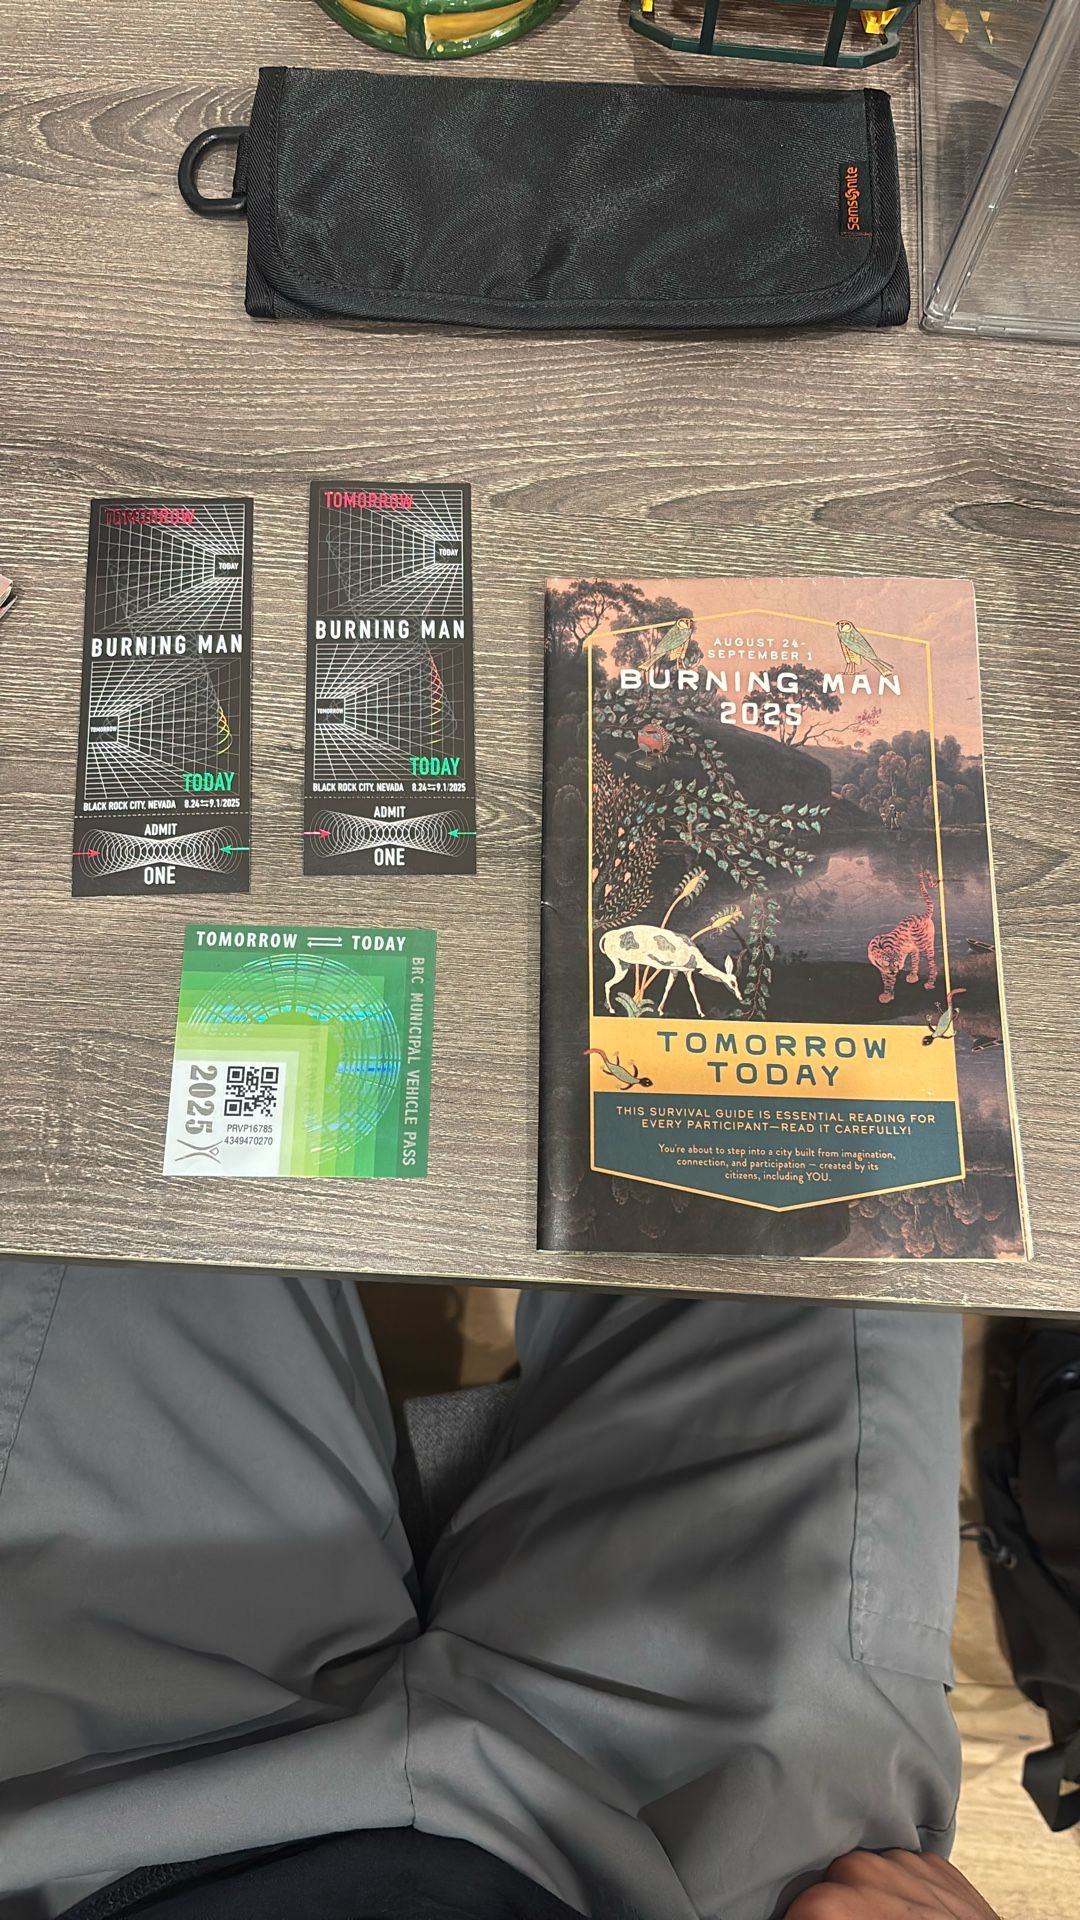 Samsonite
TOMORROW
TODAY
BURNING MAN
TOMORROW
TODAY
BLACK ROCK CITY, NEVADA 8.24⇆9.1/2025
ADMIT
ONE
TOMORROW
TODAY
BURNING MAN
TOMORROW
TODAY
BLACK ROCK CITY, NEVADA 8.24⇆9.1/2025
ADMIT
ONE
TOMORROW ⇄ TODAY
BRC MUNICIPAL VEHICLE PASS
2025
PRVP16785
4349470270
AUGUST 24-
SEPTEMBER 1
BURNING MAN
2025
TOMORROW
TODAY
THIS SURVIVAL GUIDE IS ESSENTIAL READING FOR
EVERY PARTICIPANT—READ IT CAREFULLY!
You're about to step into a city built from imagination,
connection, and participation – created by its
citizens, including YOU.